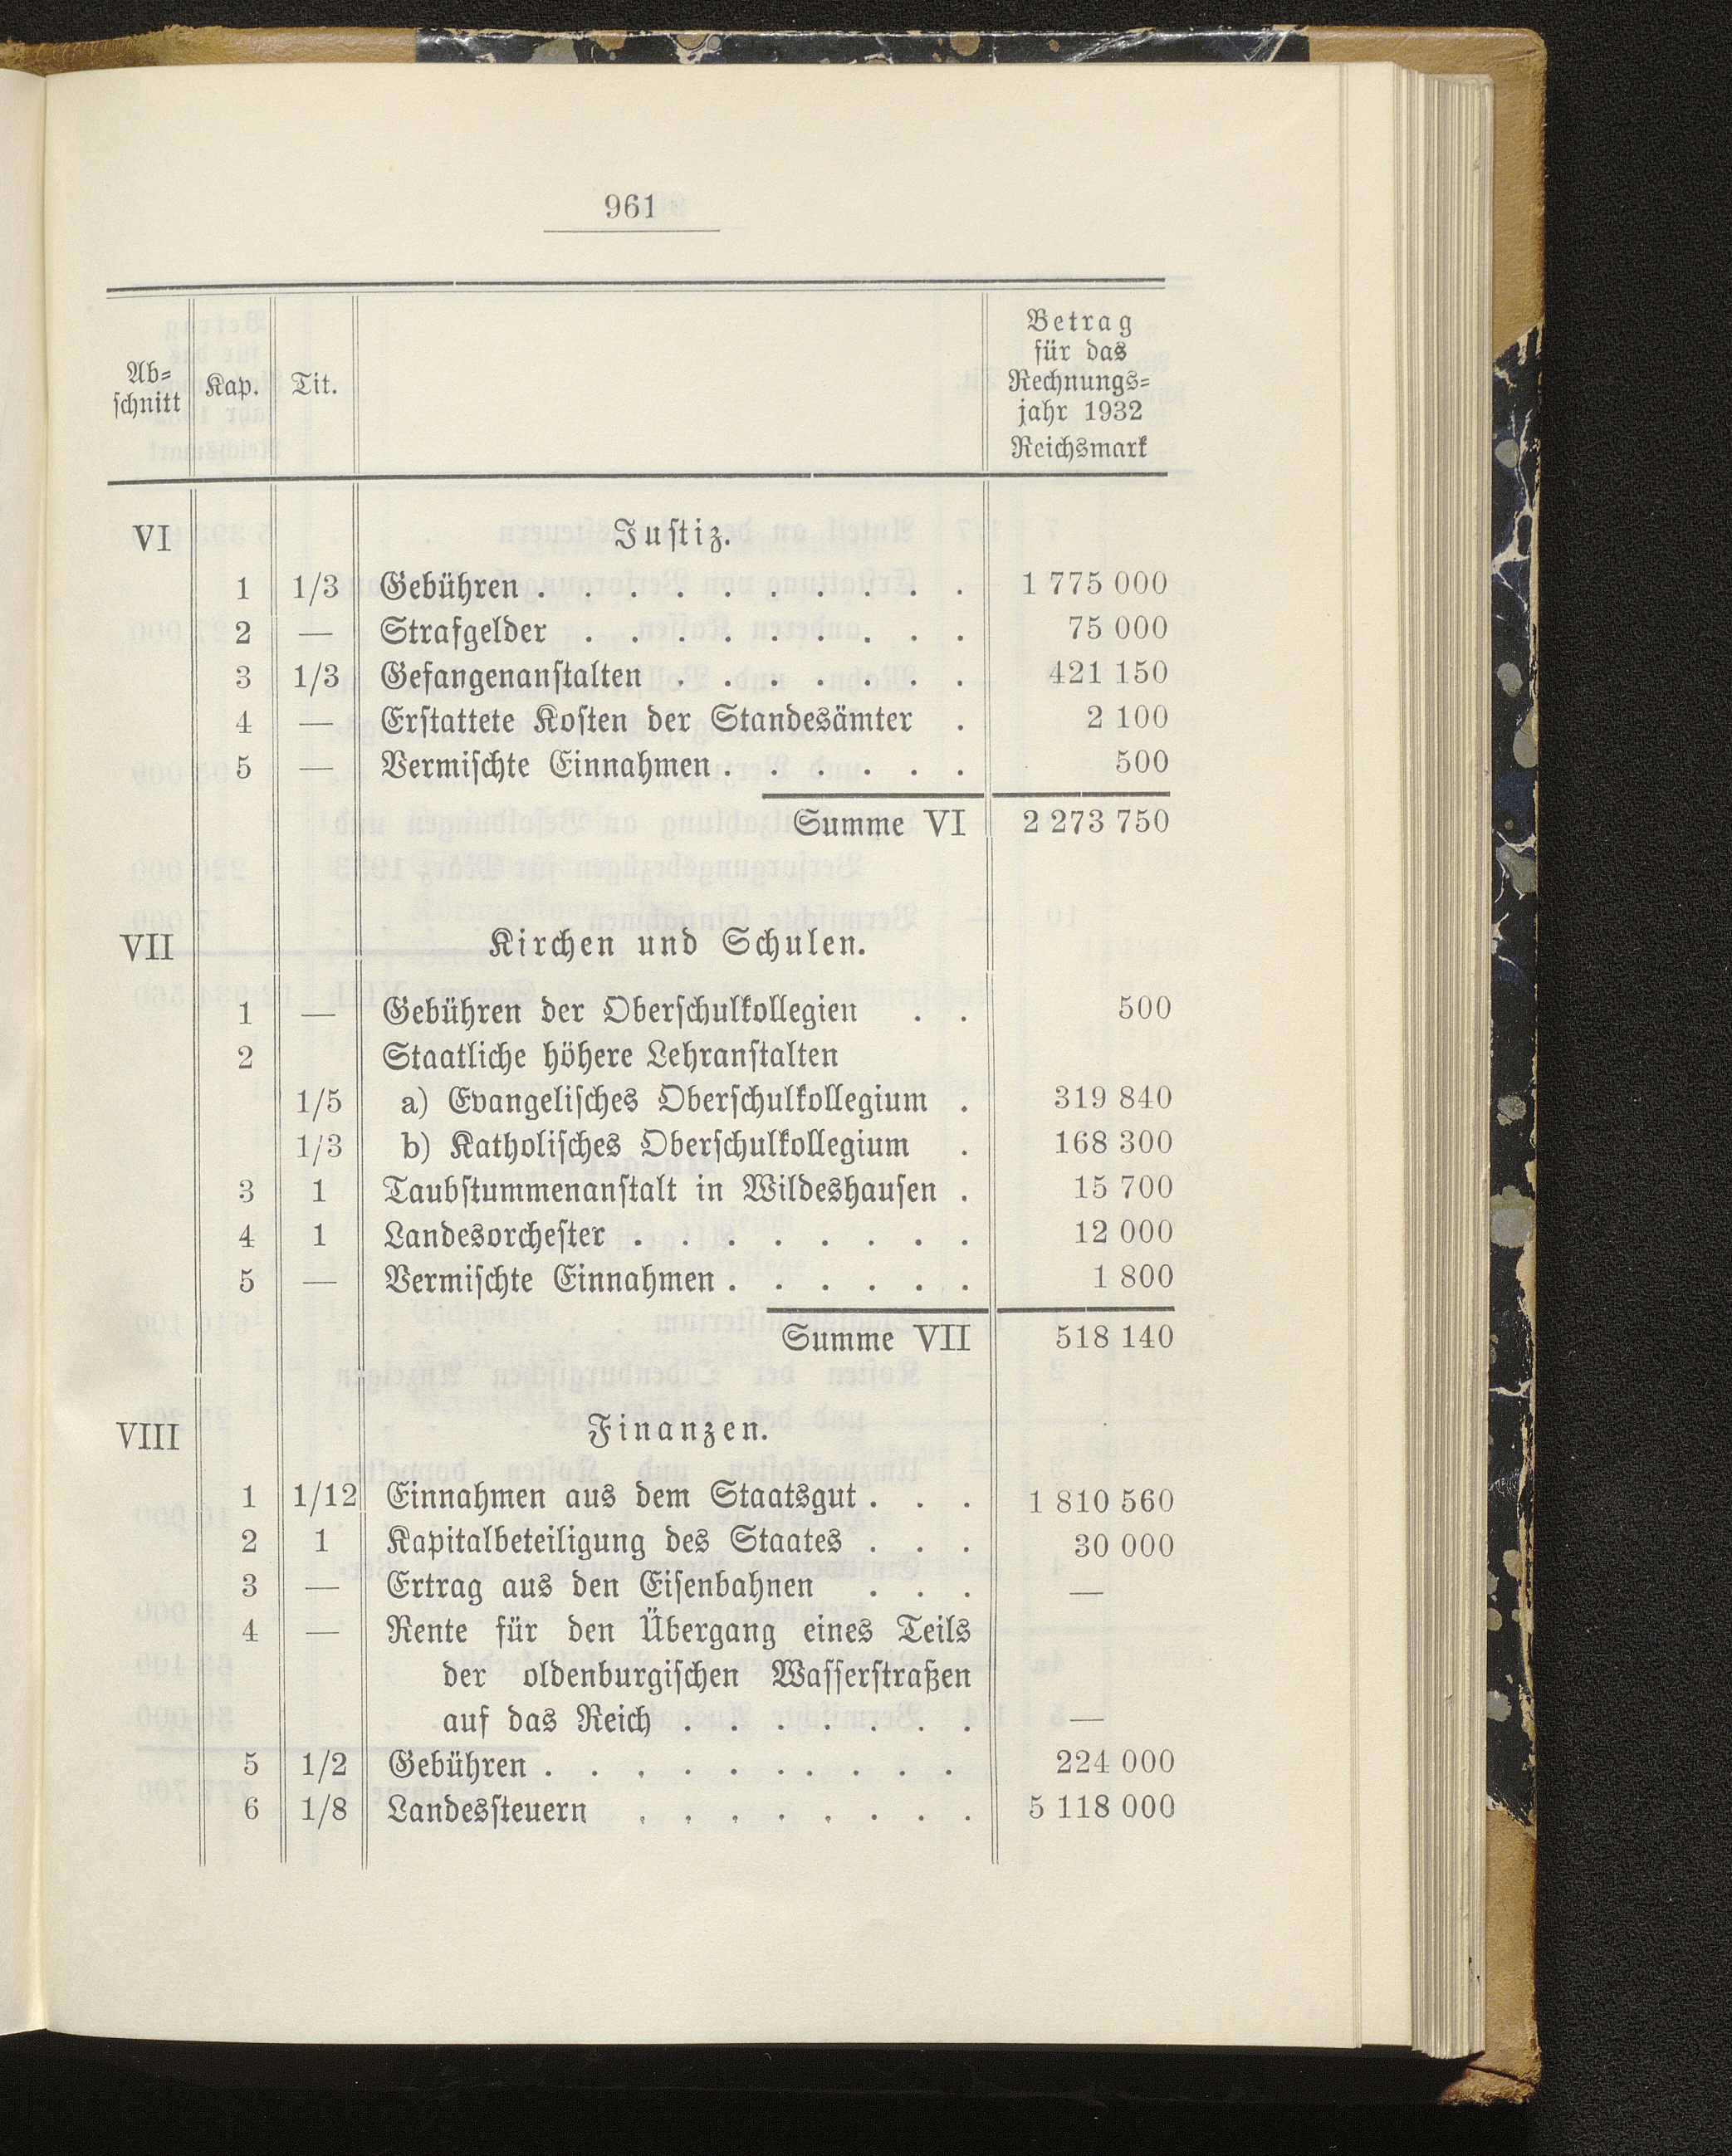 961
Ab-
schnitt
Kap.
Tit.
Betrag
für das
Rechnungs-
jahr 1932
Reichsmark
VI Justiz.
1 1/3 Gebühren . . . . . . . . . . 1 775 000
2 — Strafgelder . . . . . . . . . 75 000
3 1/3 Gefangenanstalten . . . . . . . 421 150
4 — Erstattete Kosten der Standesämter . 2 100
5 — Vermischte Einnahmen . . . . . . 500
Summe VI 2 273 750
VII Kirchen und Schulen.
1 — Gebühren der Oberschulkollegien . . 500
2 Staatliche höhere Lehranstalten
1/5 a) Evangelisches Oberschulkollegium . 319 840
1/3 b) Katholisches Oberschulkollegium . 168 300
3 1 Taubstummenanstalt in Wildeshausen . 15 700
4 1 Landesorchester . . . . . . . . 12 000
5 — Vermischte Einnahmen . . . . . . 1 800
Summe VII 518 140
VIII Finanzen.
1 1/12 Einnahmen aus dem Staatsgut . . . 1 810 560
2 1 Kapitalbeteiligung des Staates . . . 30 000
3 — Ertrag aus den Eisenbahnen . . . —
4 — Rente für den Übergang eines Teils
der oldenburgischen Wasserstraßen
auf das Reich . . . . . . . —
5 1/2 Gebühren . . . . . . . . . . 224 000
6 1/8 Landessteuern . . . . . . . . 5 118 000